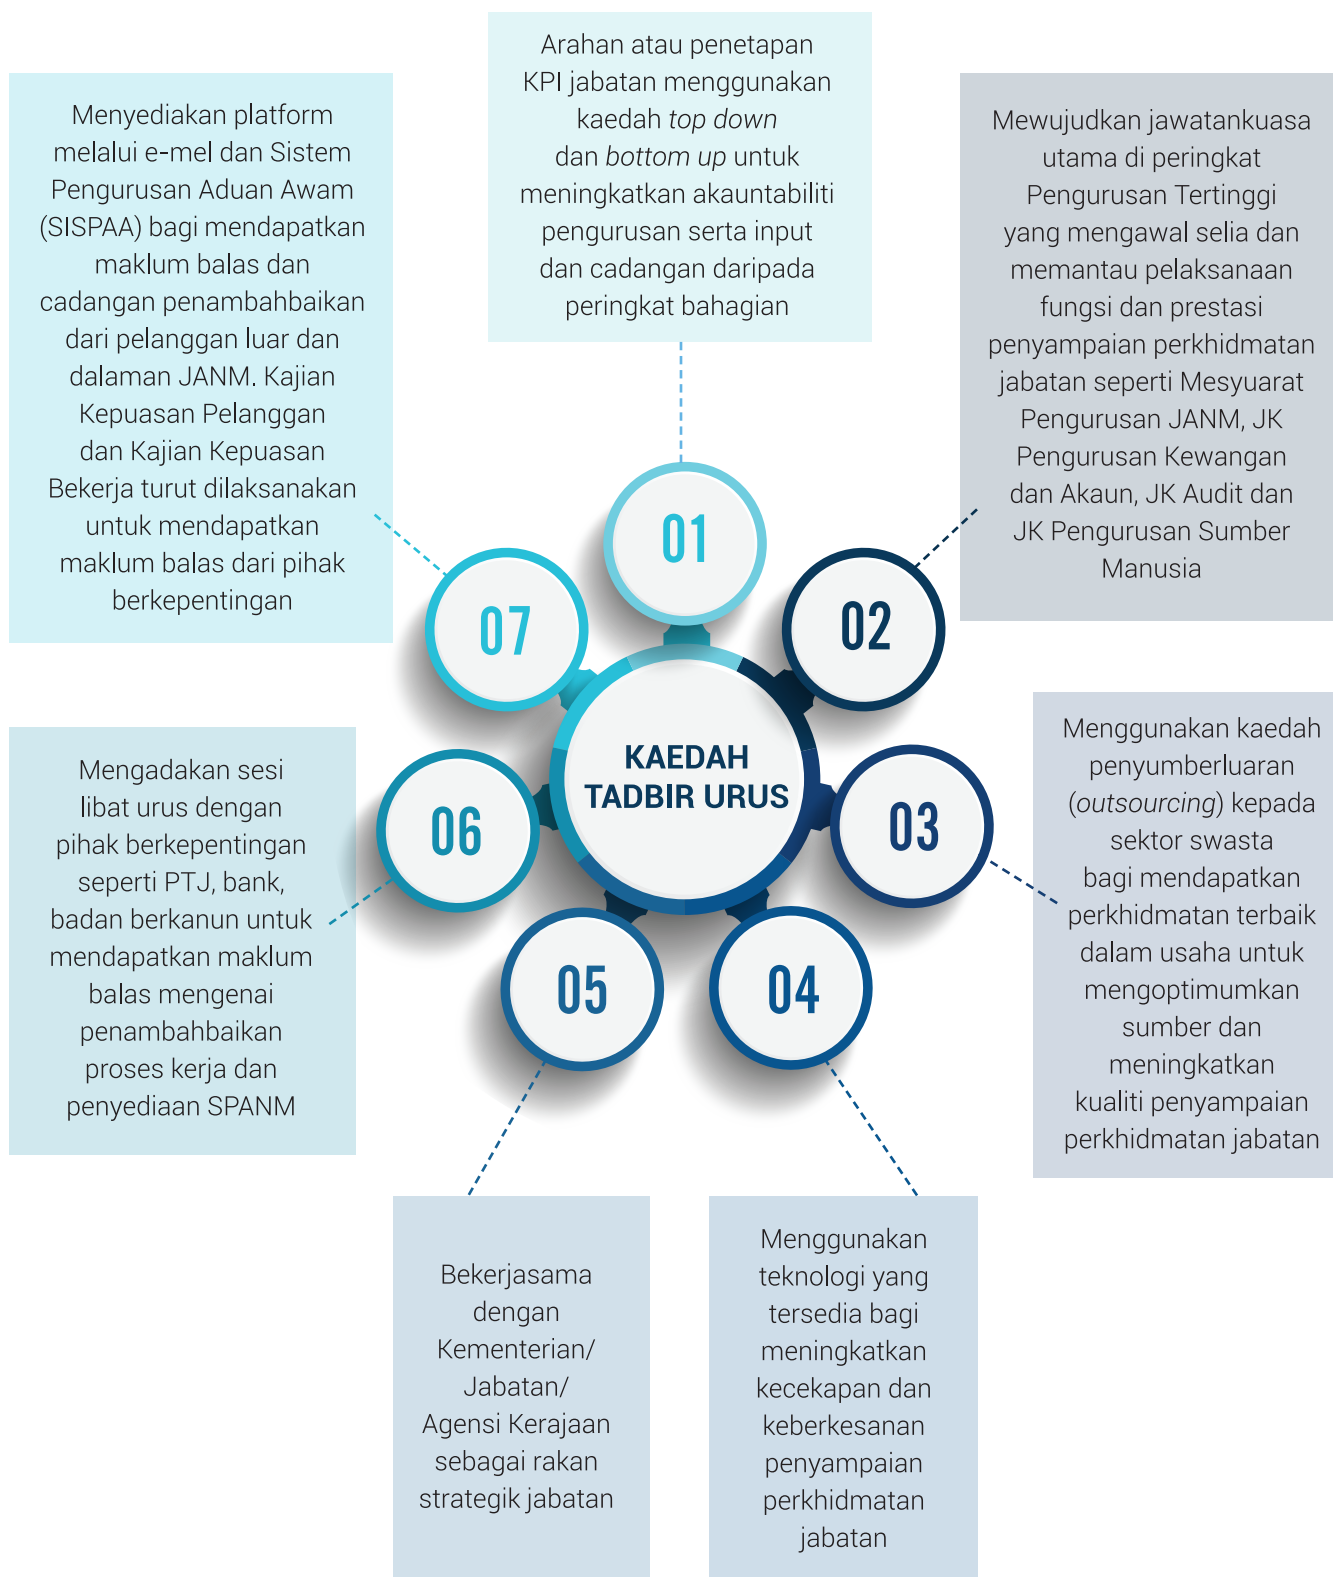 KAEDAH
TADBIR URUS
01
Arahan atau penetapan
KPI jabatan menggunakan
kaedah top down
dan bottom up untuk
meningkatkan akauntabiliti
pengurusan serta input
dan cadangan daripada
peringkat bahagian
02
Mewujudkan jawatankuasa
utama di peringkat
Pengurusan Tertinggi
yang mengawal selia dan
memantau pelaksanaan
fungsi dan prestasi
penyampaian perkhidmatan
jabatan seperti Mesyuarat
Pengurusan JANM, JK
Pengurusan Kewangan
dan Akaun, JK Audit dan
JK Pengurusan Sumber
Manusia
03
Menggunakan kaedah
penyumberluaran
(outsourcing) kepada
sektor swasta
bagi mendapatkan
perkhidmatan terbaik
dalam usaha untuk
mengoptimumkan
sumber dan
meningkatkan
kualiti penyampaian
perkhidmatan jabatan
04
Menggunakan
teknologi yang
tersedia bagi
meningkatkan
kecekapan dan
keberkesanan
penyampaian
perkhidmatan
jabatan
05
Bekerjasama
dengan
Kementerian/
Jabatan/
Agensi Kerajaan
sebagai rakan
strategik jabatan
06
Mengadakan sesi
libat urus dengan
pihak berkepentingan
seperti PTJ, bank,
badan berkanun untuk
mendapatkan maklum
balas mengenai
penambahbaikan
proses kerja dan
penyediaan SPANM
07
Menyediakan platform
melalui e-mel dan Sistem
Pengurusan Aduan Awam
(SISPAA) bagi mendapatkan
maklum balas dan
cadangan penambahbaikan
dari pelanggan luar dan
dalaman JANM. Kajian
Kepuasan Pelanggan
dan Kajian Kepuasan
Bekerja turut dilaksanakan
untuk mendapatkan
maklum balas dari pihak
berkepentingan